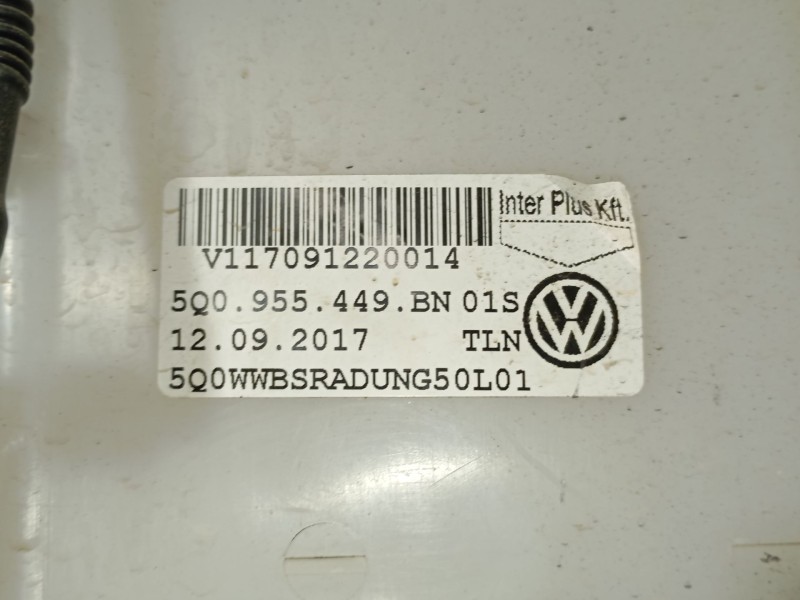 Inter Plus Kft.
V117091220014
5Q0.955.449.BN 01S
12.09.2017 TLN
5Q0WWBSRADUNG50L01